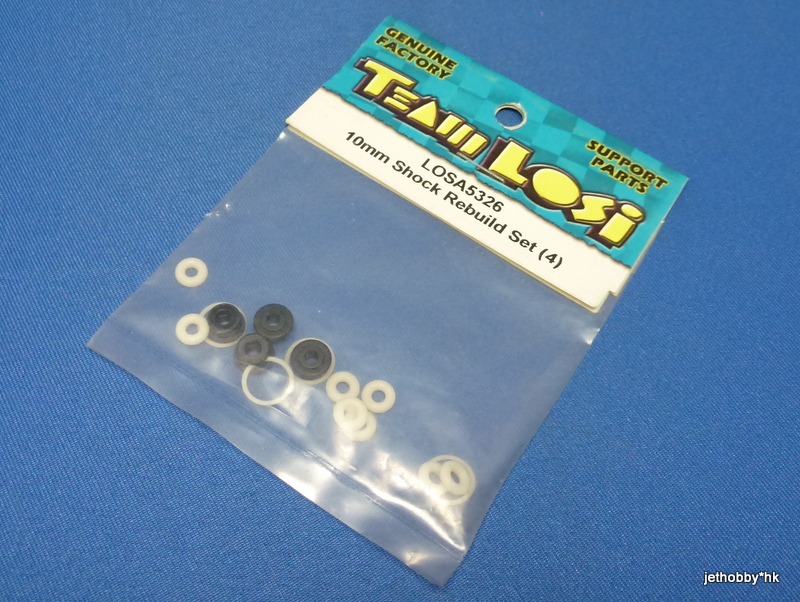 GENUINE
FACTORY
TEAM LOSI
SUPPORT
PARTS
LOSA5326
10mm Shock Rebuild Set (4)
jethobby*hk